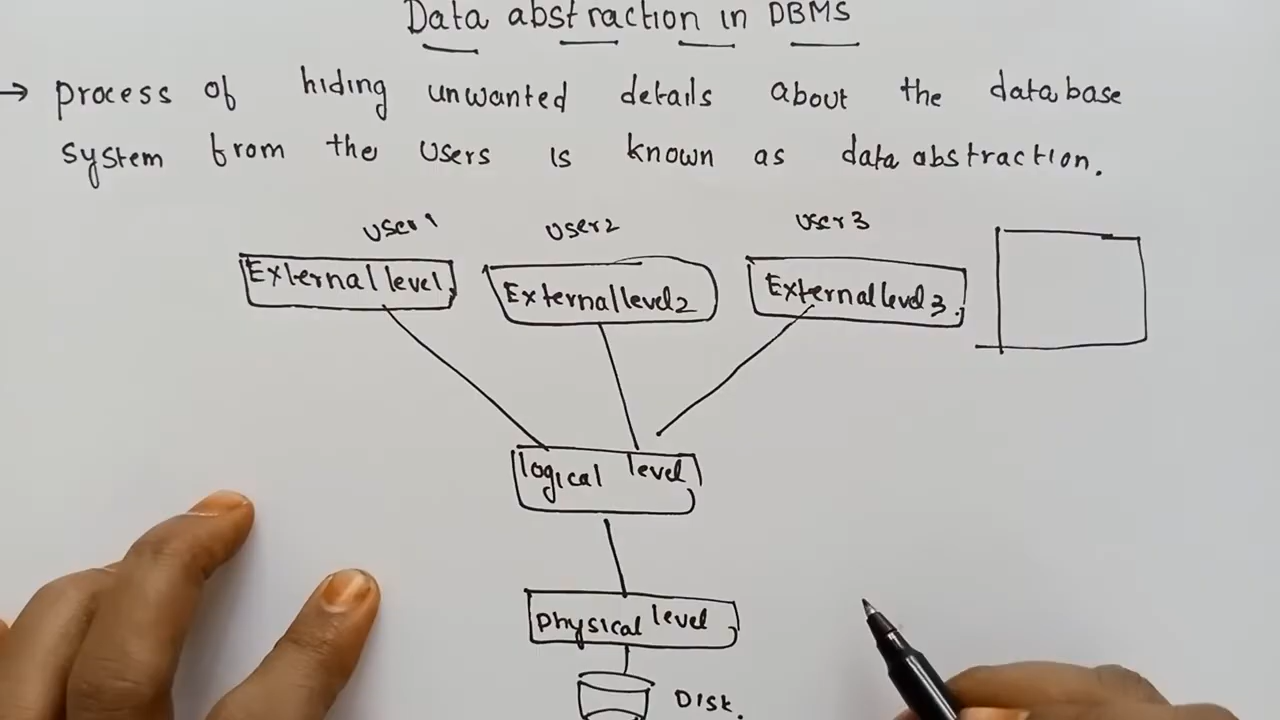 Data abstraction in DBMS
→ process of hiding unwanted details about the database
system from the users is known as data abstraction.
user1 user2 user3
External level External level2 External level3.
logical level
physical level
Disk.